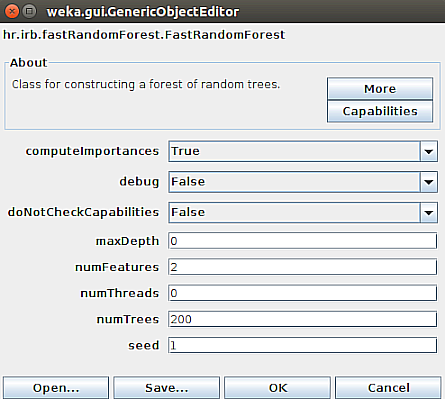 weka.gui.GenericObjectEditor
hr.irb.fastRandomForest.FastRandomForest
About
Class for constructing a forest of random trees.
More
Capabilities
computeImportances True
debug False
doNotCheckCapabilities False
maxDepth 0
numFeatures 2
numThreads 0
numTrees 200
seed 1
Open... Save... OK Cancel